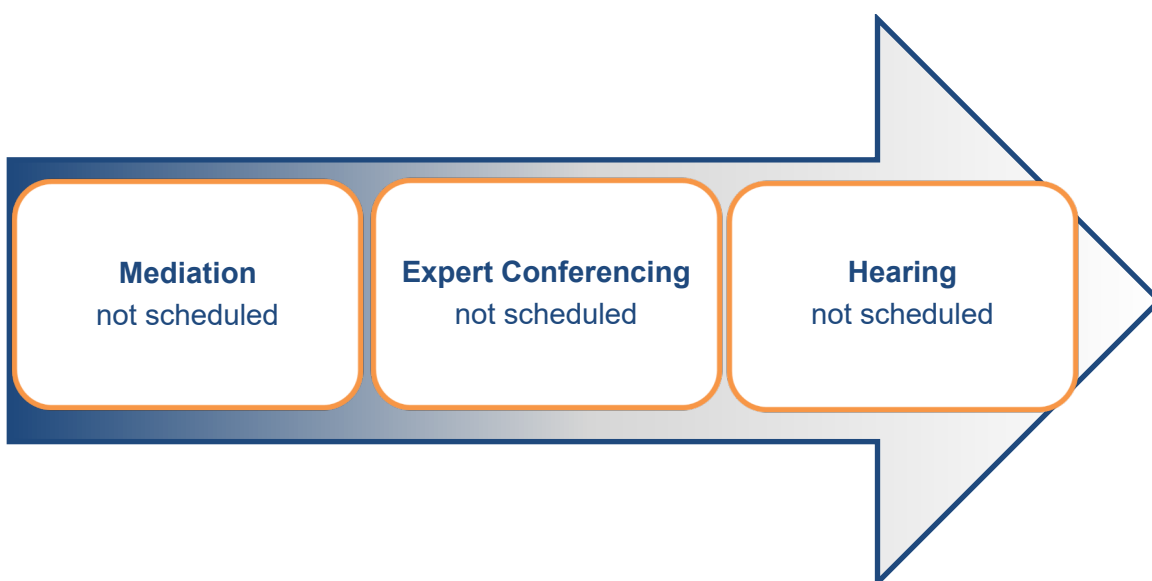 Mediation
not scheduled
Expert Conferencing
not scheduled
Hearing
not scheduled